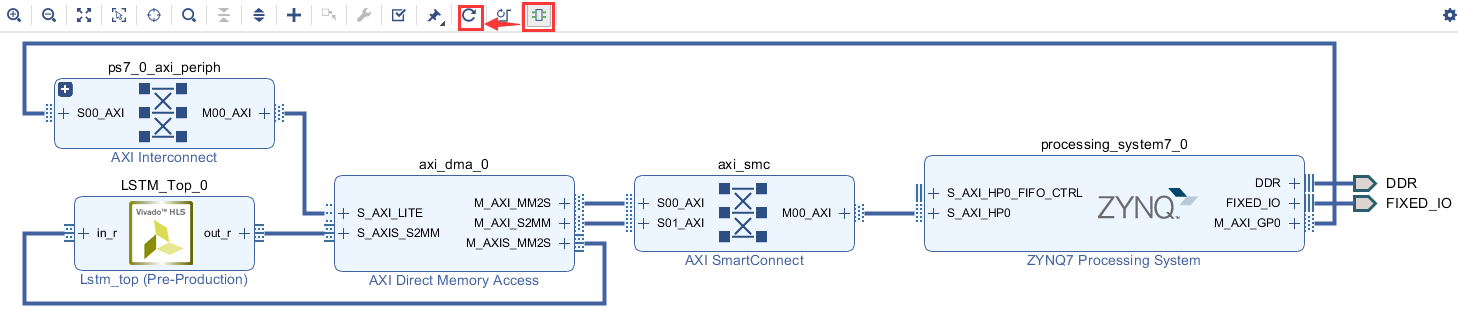 ps7_0_axi_periph
S00_AXI
M00_AXI
AXI Interconnect
LSTM_Top_0
Vivado™ HLS
in_r
out_r
Lstm_top (Pre-Production)
axi_dma_0
S_AXI_LITE
S_AXIS_S2MM
M_AXI_MM2S
M_AXI_S2MM
M_AXIS_MM2S
AXI Direct Memory Access
axi_smc
S00_AXI
S01_AXI
M00_AXI
AXI SmartConnect
processing_system7_0
S_AXI_HP0_FIFO_CTRL
S_AXI_HP0
ZYNQ
DDR
FIXED_IO
M_AXI_GP0
ZYNQ7 Processing System
DDR
FIXED_IO